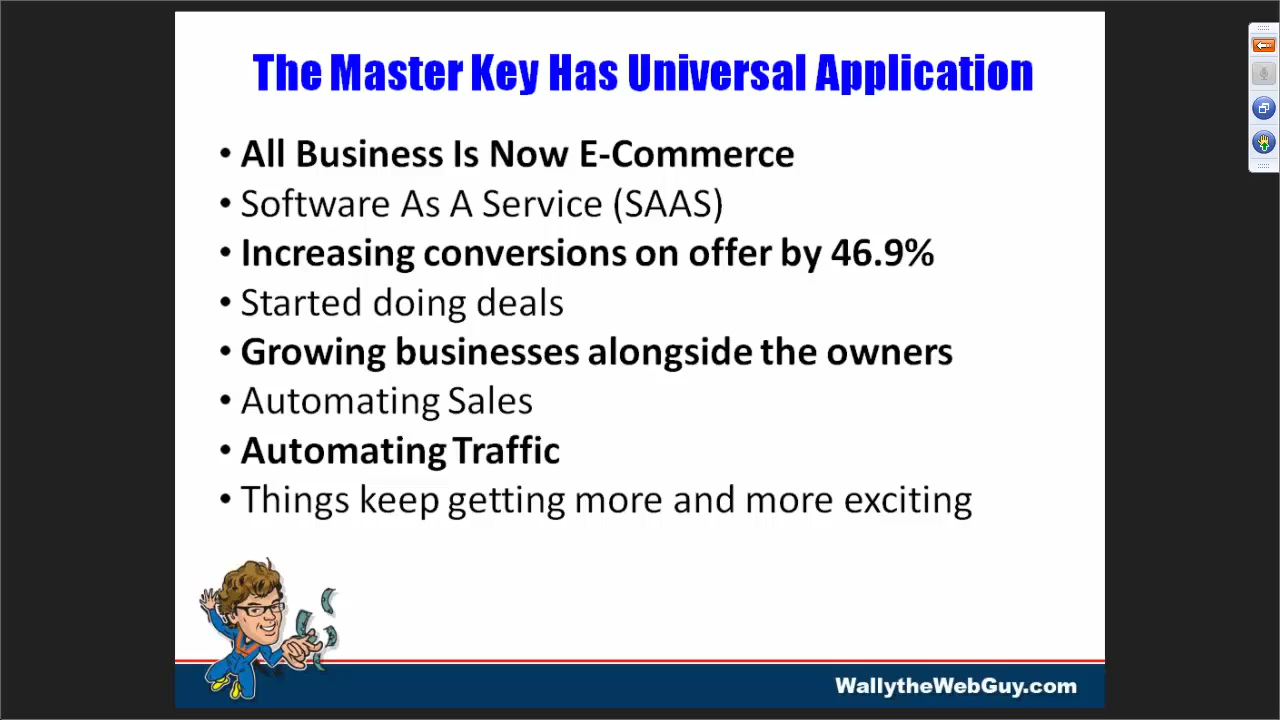 The Master Key Has Universal Application
• All Business Is Now E-Commerce
• Software As A Service (SAAS)
• Increasing conversions on offer by 46.9%
• Started doing deals
• Growing businesses alongside the owners
• Automating Sales
• Automating Traffic
• Things keep getting more and more exciting
WallytheWebGuy.com